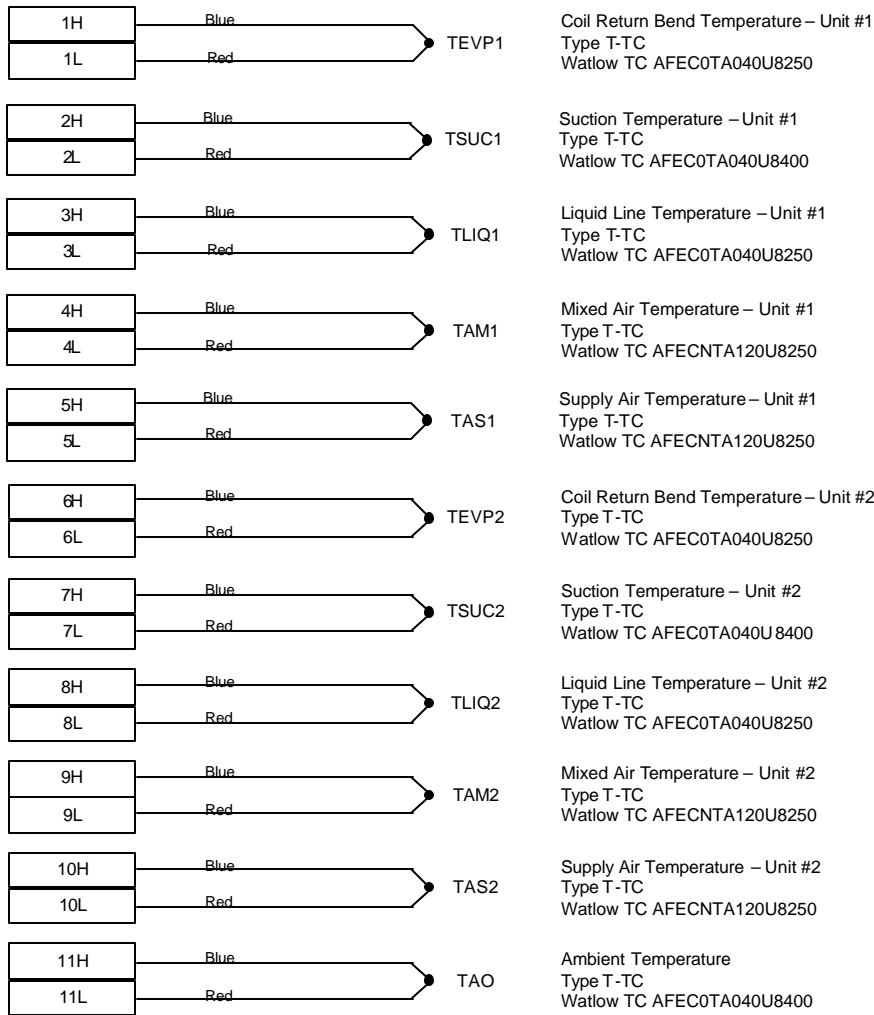 1H Blue Coil Return Bend Temperature – Unit #1
TEVP1 Type T-TC
1L Red Watlow TC AFEC0TA040U8250
2H Blue Suction Temperature – Unit #1
TSUC1 Type T-TC
2L Red Watlow TC AFEC0TA040U8400
3H Blue Liquid Line Temperature – Unit #1
TLIQ1 Type T-TC
3L Red Watlow TC AFEC0TA040U8250
4H Blue Mixed Air Temperature – Unit #1
TAM1 Type T-TC
4L Red Watlow TC AFECNTA120U8250
5H Blue Supply Air Temperature – Unit #1
TAS1 Type T-TC
5L Red Watlow TC AFECNTA120U8250
6H Blue Coil Return Bend Temperature – Unit #2
TEVP2 Type T-TC
6L Red Watlow TC AFEC0TA040U8250
7H Blue Suction Temperature – Unit #2
TSUC2 Type T-TC
7L Red Watlow TC AFEC0TA040U8400
8H Blue Liquid Line Temperature – Unit #2
TLIQ2 Type T-TC
8L Red Watlow TC AFEC0TA040U8250
9H Blue Mixed Air Temperature – Unit #2
TAM2 Type T-TC
9L Red Watlow TC AFECNTA120U8250
10H Blue Supply Air Temperature – Unit #2
TAS2 Type T-TC
10L Red Watlow TC AFECNTA120U8250
11H Blue Ambient Temperature
TAO Type T-TC
11L Red Watlow TC AFEC0TA040U8400